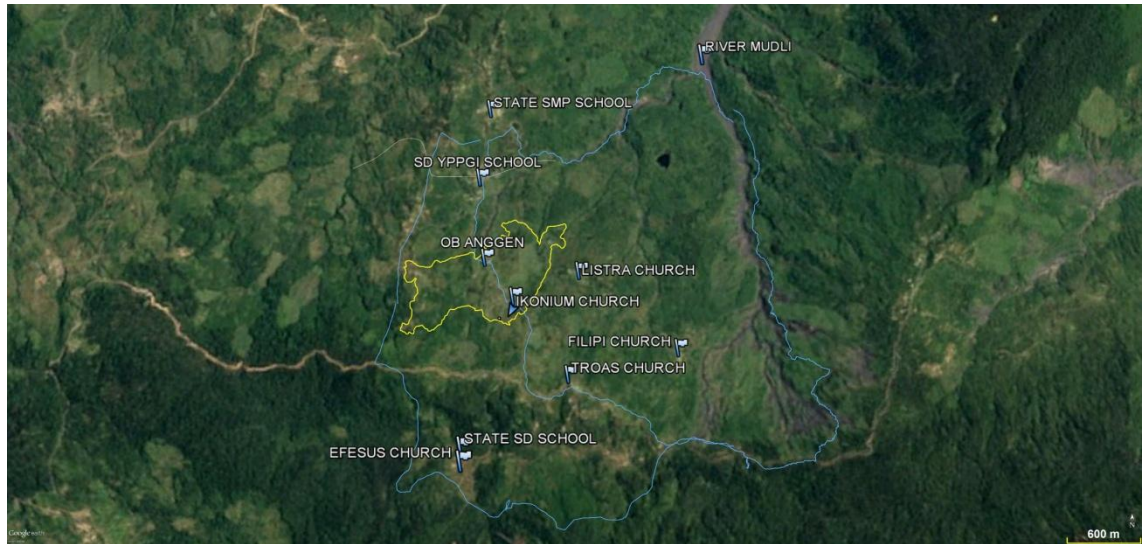 RIVER MUDLI
STATE SMP SCHOOL
SD YPPGI SCHOOL
OB ANGGEN
LISTRA CHURCH
IKONIUM CHURCH
FILIPI CHURCH
TROAS CHURCH
STATE SD SCHOOL
EFESUS CHURCH
N
Google earth
600 m